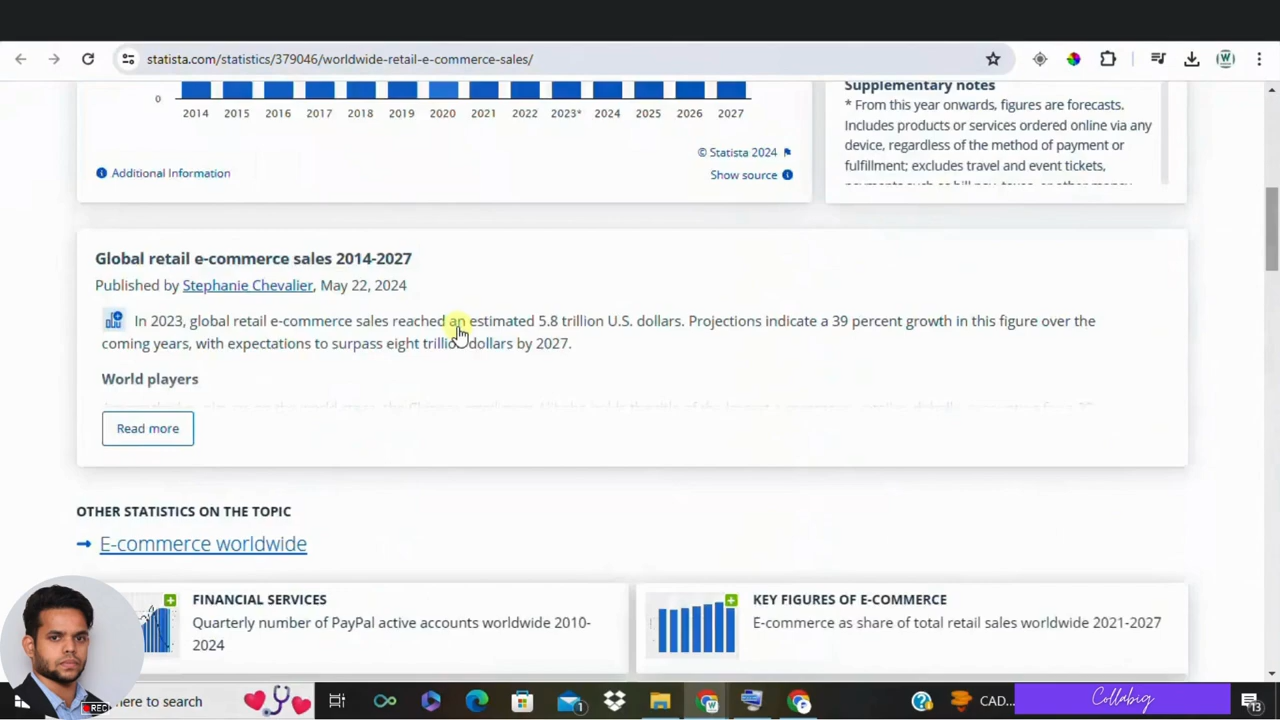 statista.com/statistics/379046/worldwide-retail-e-commerce-sales/
0
2014 2015 2016 2017 2018 2019 2020 2021 2022 2023* 2024 2025 2026 2027
© Statista 2024
Additional Information
Show source
Supplementary notes
* From this year onwards, figures are forecasts.
Includes products or services ordered online via any
device, regardless of the method of payment or
fulfillment; excludes travel and event tickets,
Global retail e-commerce sales 2014-2027
Published by Stephanie Chevalier, May 22, 2024
In 2023, global retail e-commerce sales reached an estimated 5.8 trillion U.S. dollars. Projections indicate a 39 percent growth in this figure over the
coming years, with expectations to surpass eight trillion dollars by 2027.
World players
Read more
OTHER STATISTICS ON THE TOPIC
E-commerce worldwide
FINANCIAL SERVICES
Quarterly number of PayPal active accounts worldwide 2010-
2024
KEY FIGURES OF E-COMMERCE
E-commerce as share of total retail sales worldwide 2021-2027
REC
here to search
1
CAD...
Collabig
13